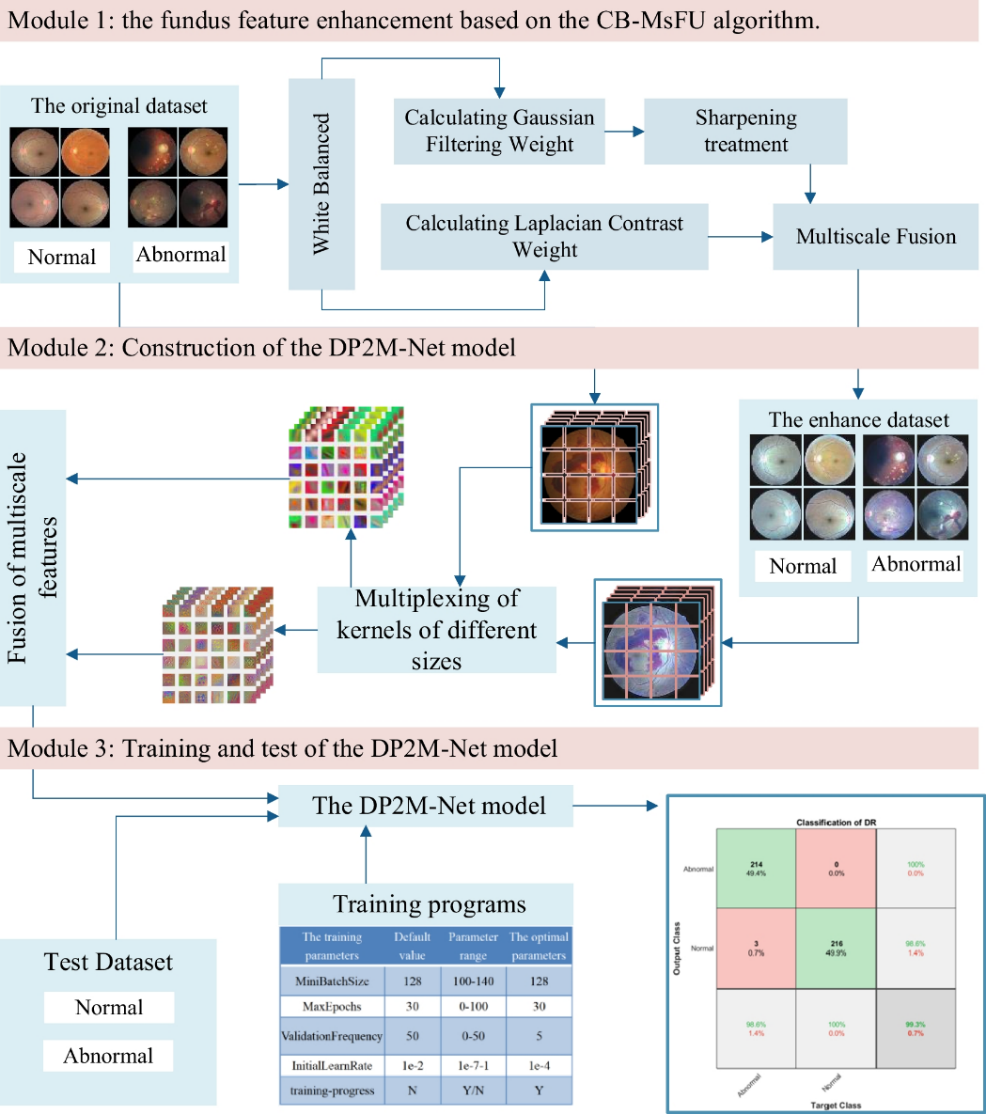 Module 1: the fundus feature enhancement based on the CB-MsFU algorithm.
The original dataset
Normal
Abnormal
White Balanced
Calculating Gaussian
Filtering Weight
Sharpening
treatment
Calculating Laplacian Contrast
Weight
Multiscale Fusion
Module 2: Construction of the DP2M-Net model
Fusion of multiscale
features
Multiplexing of
kernels of different
sizes
The enhance dataset
Normal
Abnormal
Module 3: Training and test of the DP2M-Net model
The DP2M-Net model
Test Dataset
Normal
Abnormal
Training programs
The training parameters Default value Parameter range The optimal parameters
MiniBatchSize 128 100-140 128
MaxEpochs 30 0-100 30
ValidationFrequency 50 0-50 5
InitialLearnRate 1e-2 1e-7-1 1e-4
training-progress N Y/N Y
Classification of DR
Output Class
Abnormal
214
49.4%
0
0.0%
100%
0.0%
Normal
3
0.7%
216
49.9%
98.6%
1.4%
98.6%
1.4%
100%
0.0%
99.3%
0.7%
Abnormal
Normal
Target Class